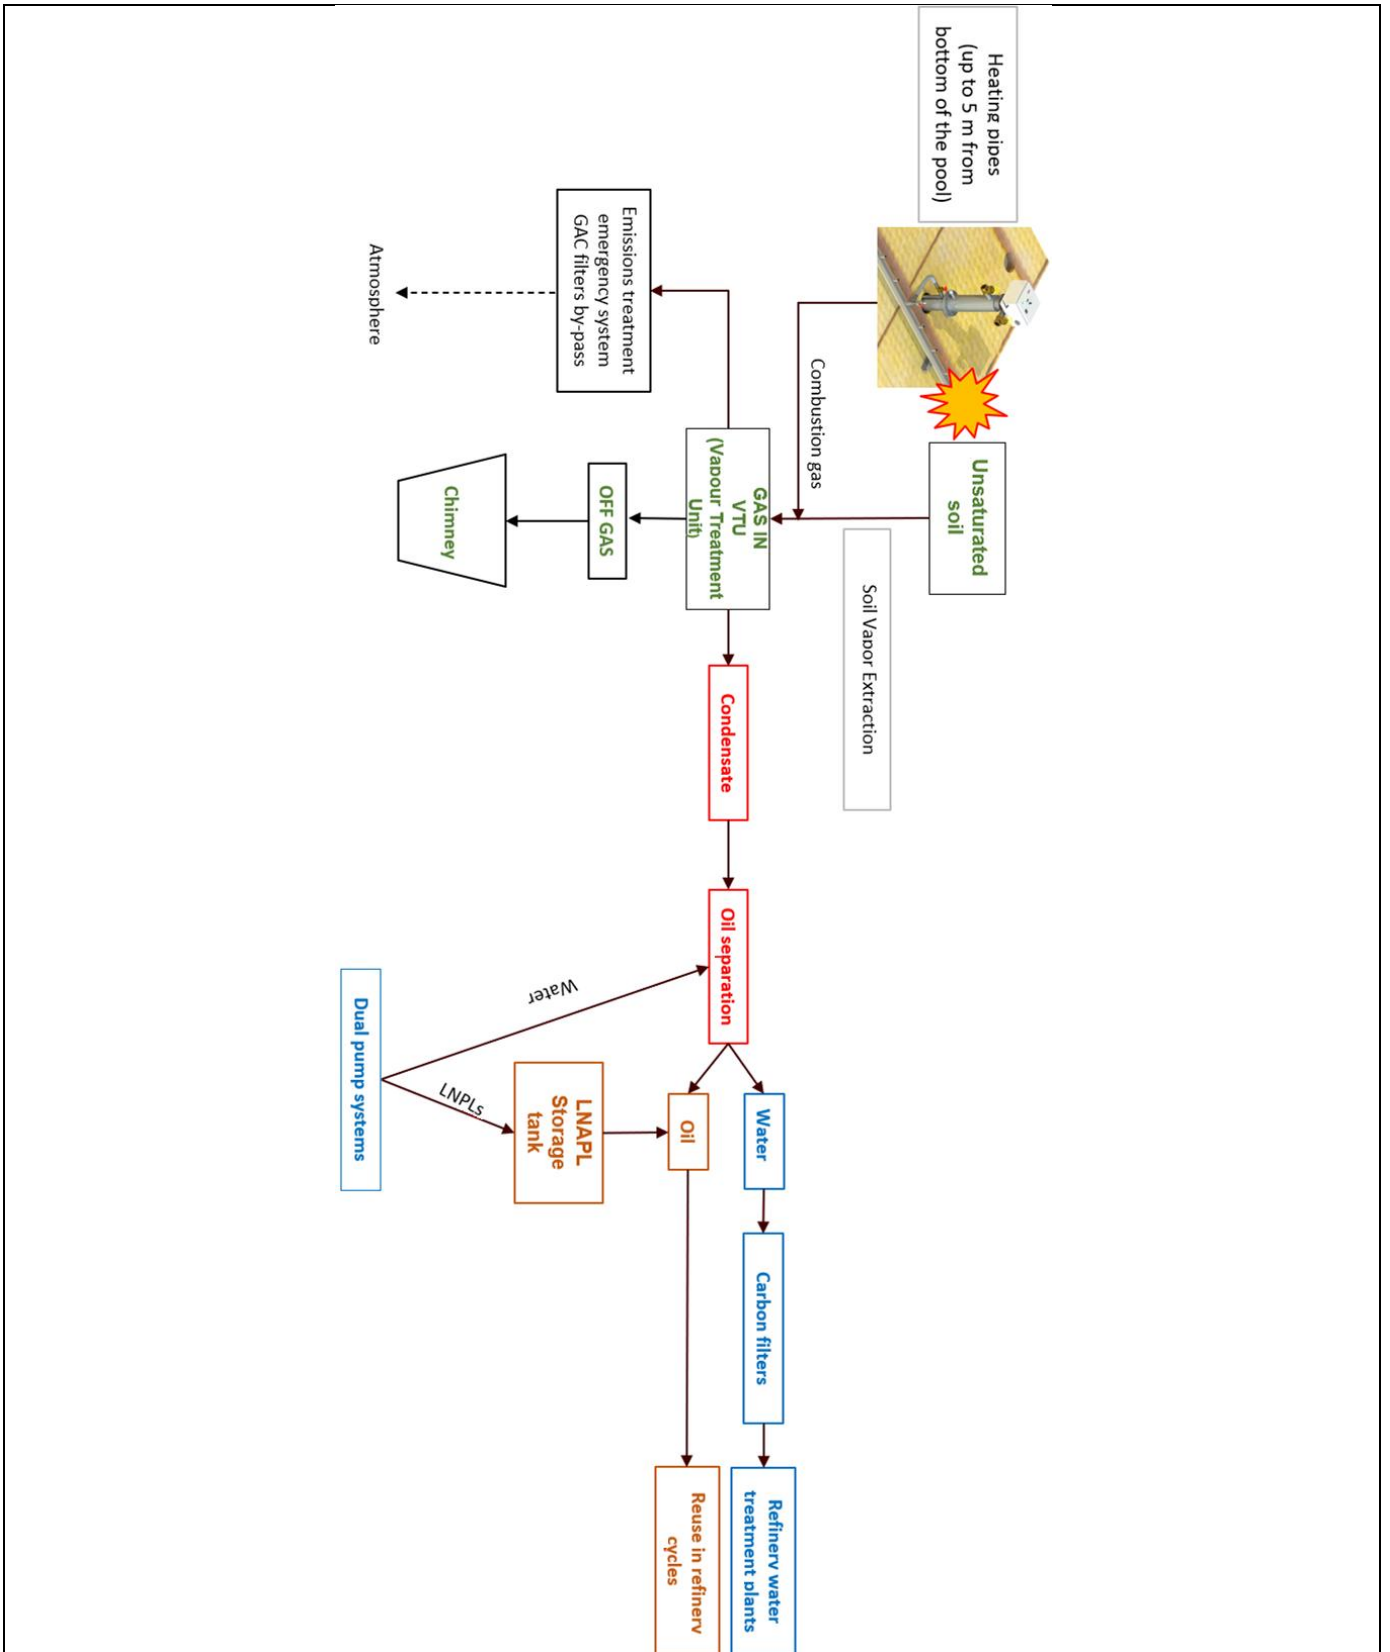 Heating pipes
(up to 5 m from
bottom of the pool)
Unsaturated
soil
Combustion gas
Soil Vapor Extraction
Emissions treatment
emergency system
GAC filters by-pass
Atmosphere
GAS IN
VTU
(Vapour Treatment
Unit)
OFF GAS
Chimney
Condensate
Oil separation
Water
Oil
Carbon filters
Refinery water
treatment plants
Reuse in refinery
cycles
Water
LNPLs
LNAPL
Storage
tank
Dual pump systems